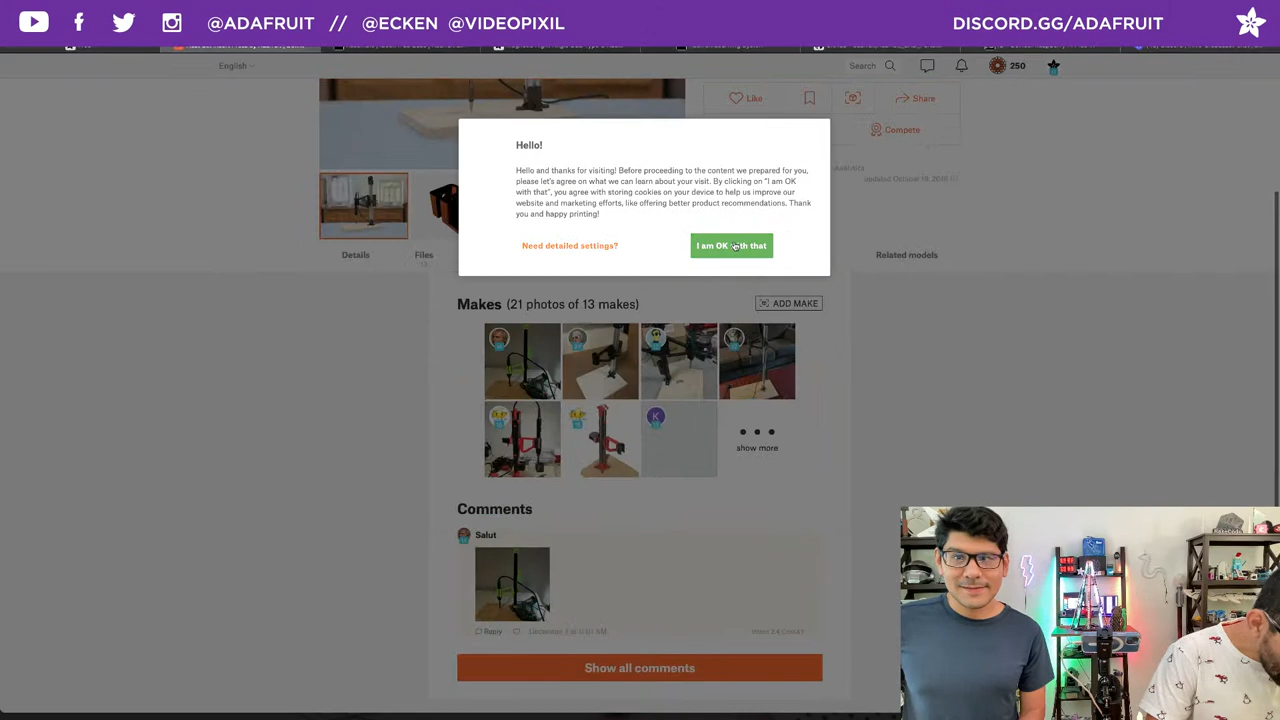 @ADAFRUIT // @ECKEN @VIDEOPIXIL
DISCORD.GG/ADAFRUIT
English
Search
250
Like
Share
Compete
Hello!
Hello and thanks for visiting! Before proceeding to the content we prepared for you,
please let's agree on what we can learn about your visit. By clicking on "I am OK
with that", you agree with storing cookies on your device to help us improve our
website and marketing efforts, like offering better product recommendations. Thank
you and happy printing!
Need detailed settings?
I am OK with that
Details
Files
13
Related models
Makes (21 photos of 13 makes)
ADD MAKE
K
show more
Comments
Salut
Reply
Show all comments